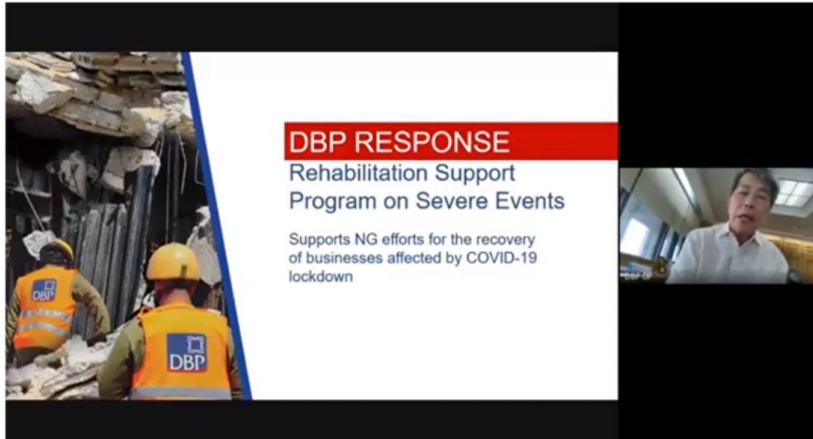 DBP RESPONSE
Rehabilitation Support
Program on Severe Events
Supports NG efforts for the recovery
of businesses affected by COVID-19
lockdown
DBP
DBP